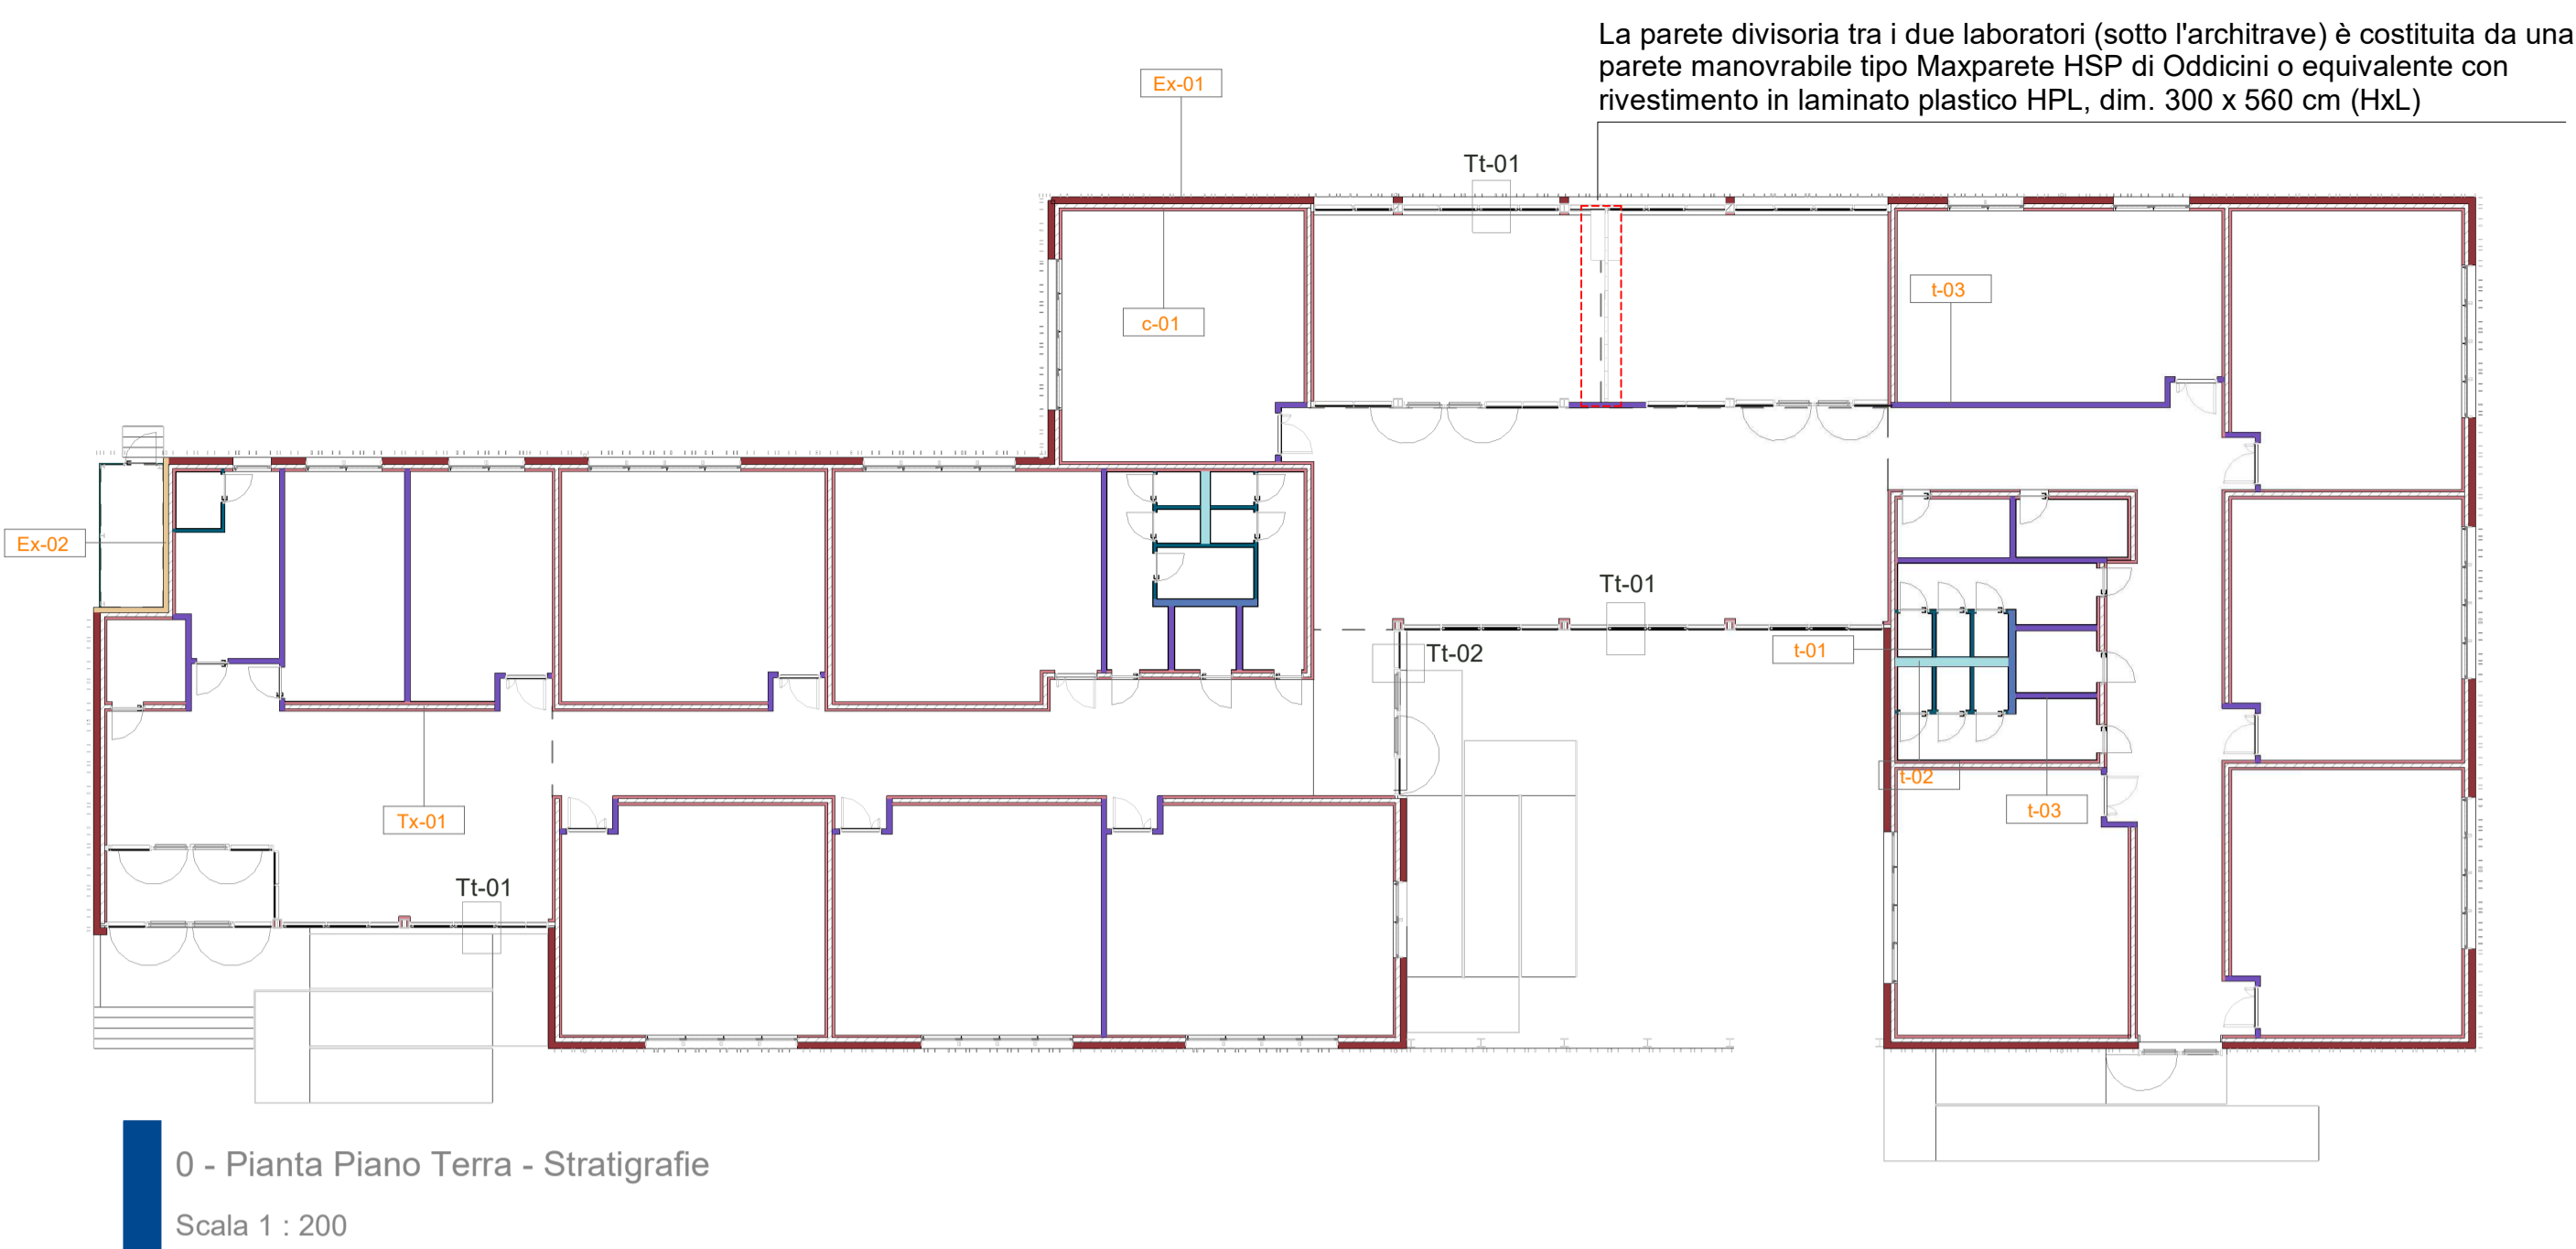 La parete divisoria tra i due laboratori (sotto l'architrave) è costituita da una
parete manovrabile tipo Maxparete HSP di Oddicini o equivalente con
rivestimento in laminato plastico HPL, dim. 300 x 560 cm (HxL)
Ex-01
Tt-01
t-03
c-01
Ex-02
Tt-01
t-01
Tt-02
t-02
t-03
Tx-01
Tt-01
0 - Pianta Piano Terra - Stratigrafie
Scala 1 : 200